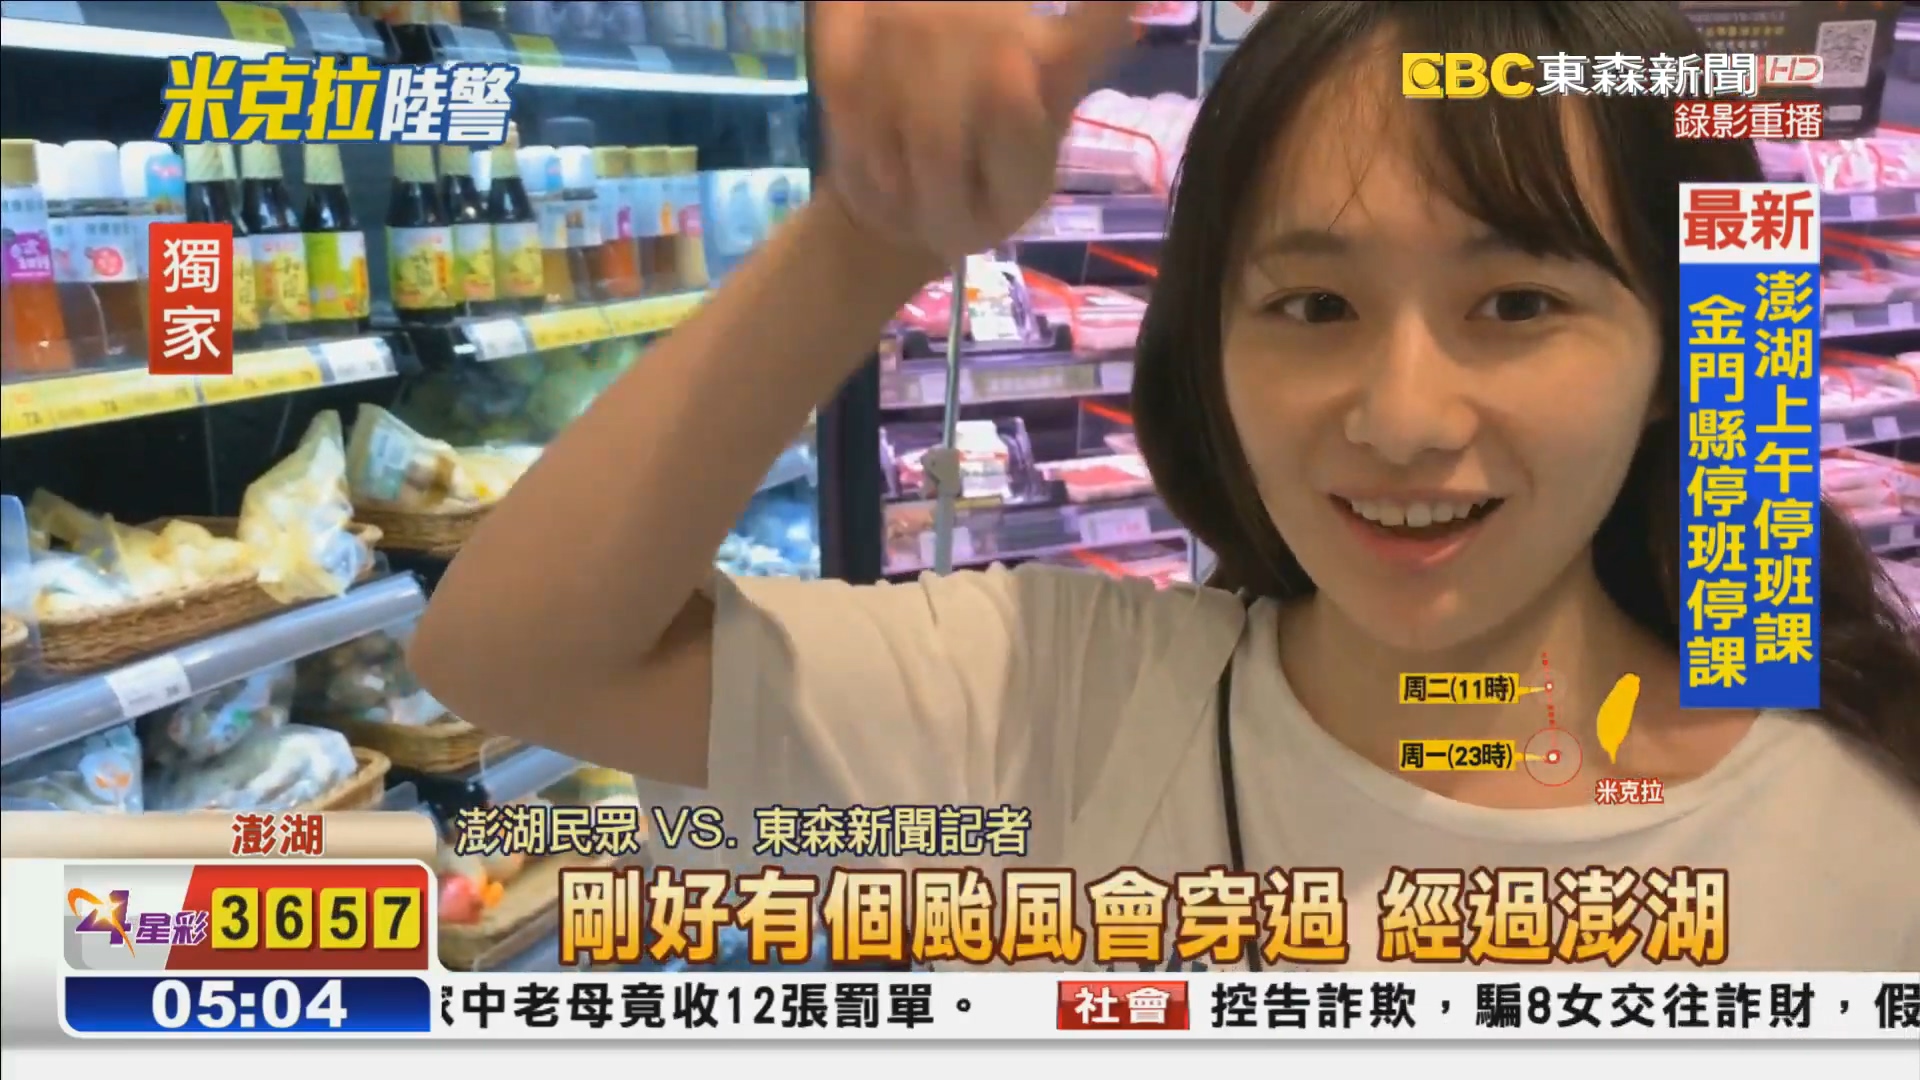 米克拉陸警
EBC東森新聞HD
錄影重播
獨家
最新
澎湖上午停班課
金門縣停班停課
周二(11時)
周一(23時)
米克拉
澎湖
澎湖民眾 VS. 東森新聞記者
剛好有個颱風會穿過 經過澎湖
4星彩 3657
05:04
家中老母竟收12張罰單。 社會 控告詐欺，騙8女交往詐財，假